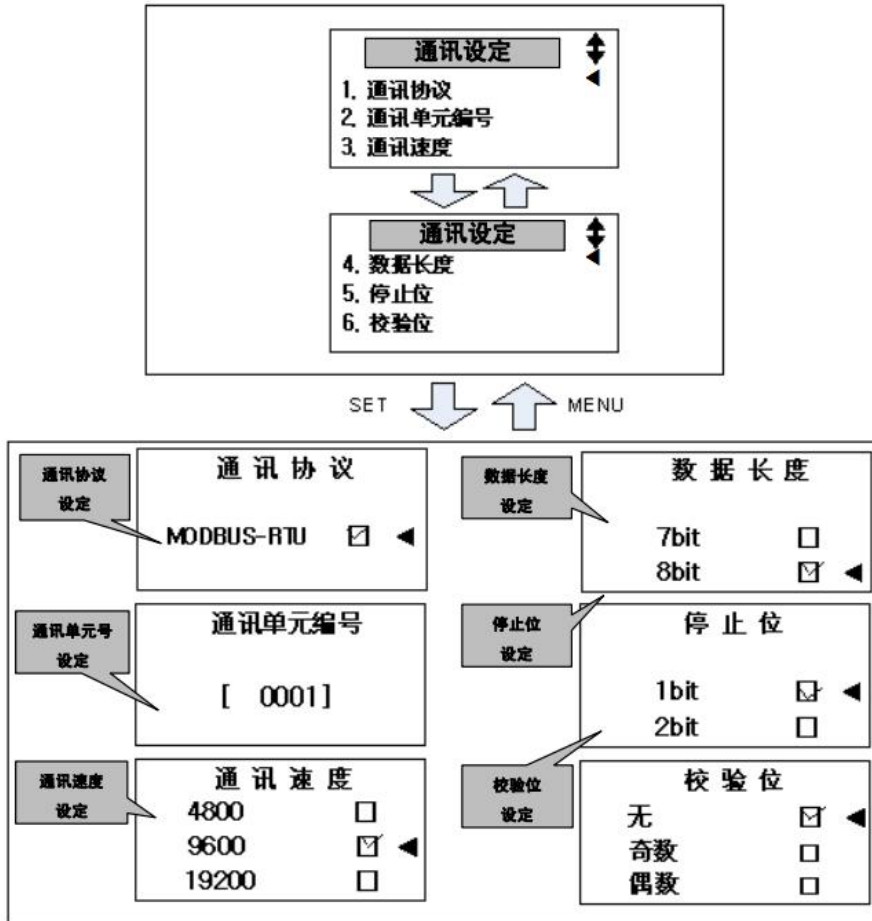 通讯设定
1. 通讯协议
2. 通讯单元编号
3. 通讯速度
通讯设定
4. 数据长度
5. 停止位
6. 校验位
SET
MENU
通讯协议
设定
通 讯 协 议
MODBUS-RTU
通讯单元号
设定
通讯单元编号
[ 0001]
通讯速度
设定
通 讯 速 度
4800
9600
19200
数据长度
设定
数 据 长 度
7bit
8bit
停止位
设定
停 止 位
1bit
2bit
校验位
设定
校 验 位
无
奇数
偶数